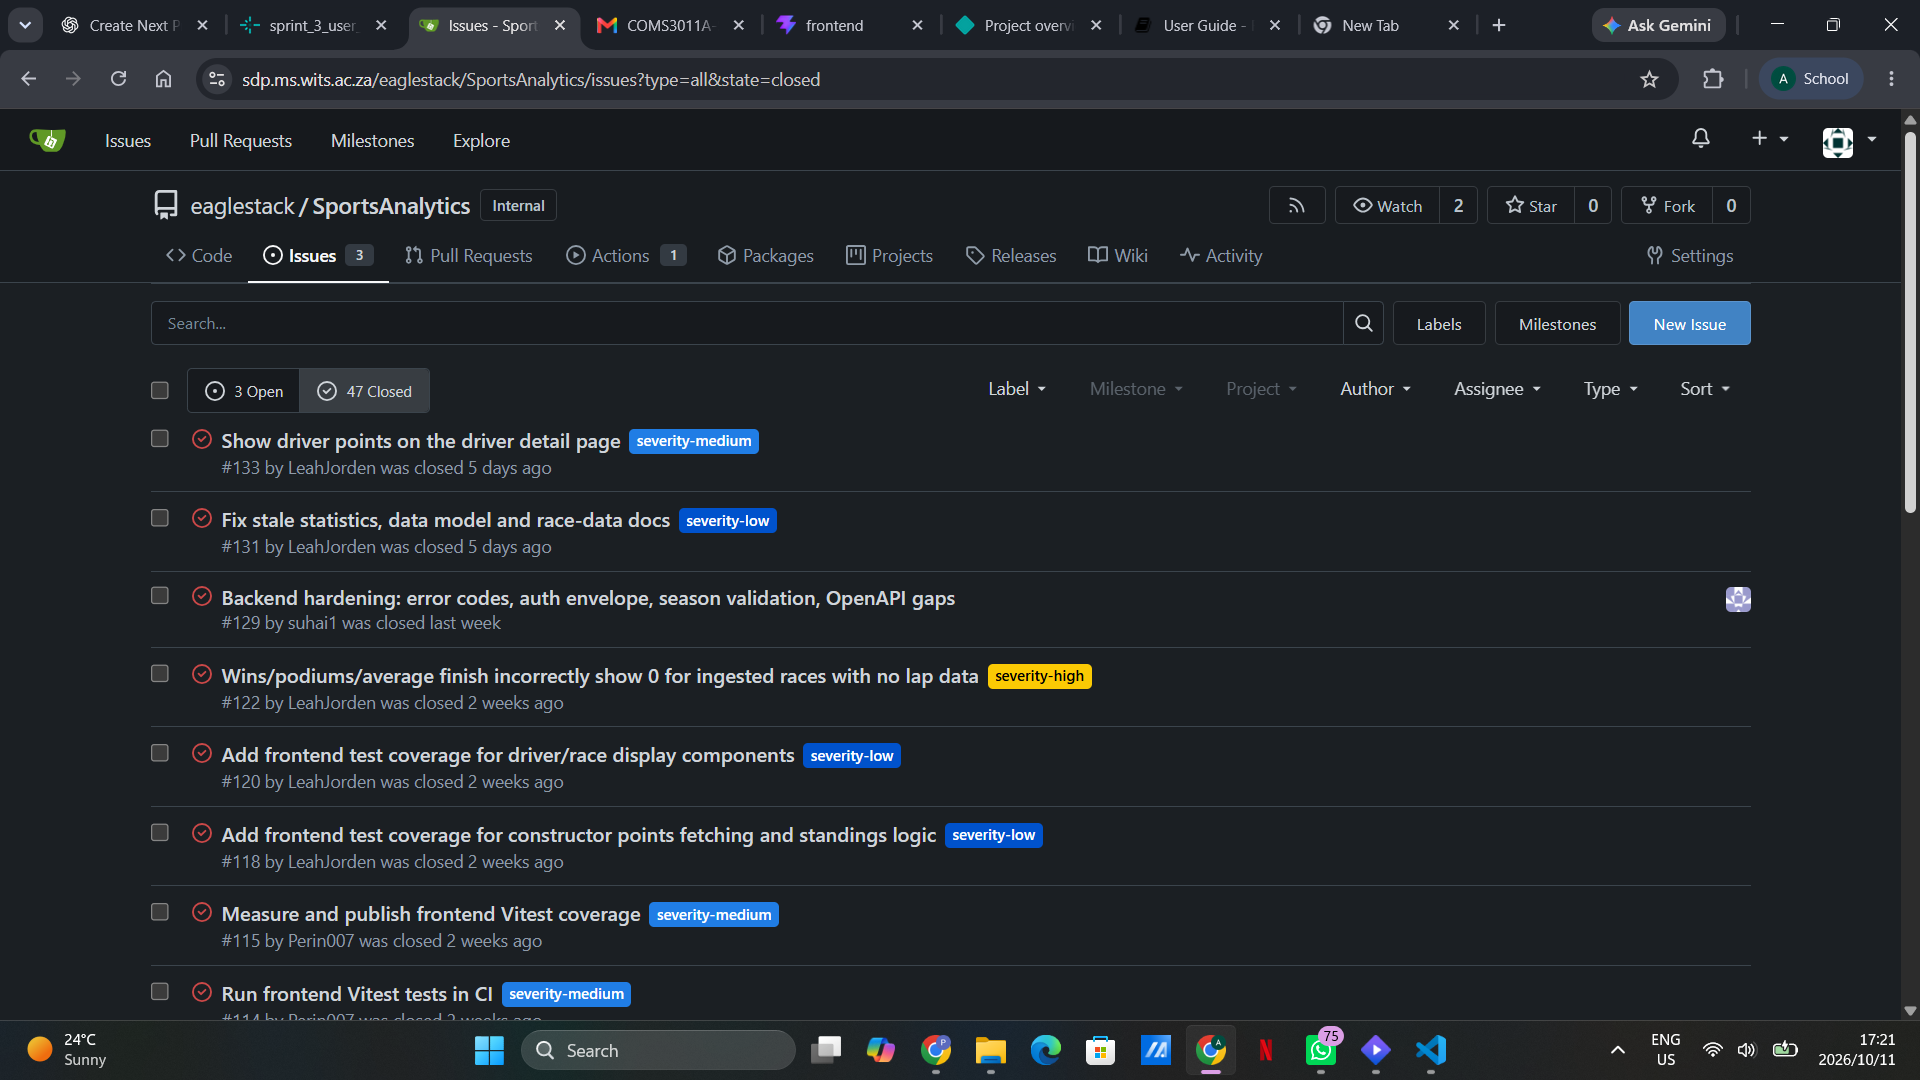 Create Next P
sprint_3_user_
Issues - Sport
COMS3011A-
frontend
Project overvi
User Guide -
New Tab
Ask Gemini
sdp.ms.wits.ac.za/eaglestack/SportsAnalytics/issues?type=all&state=closed
A School
Issues Pull Requests Milestones Explore
eaglestack / SportsAnalytics Internal
Watch 2 Star 0 Fork 0
Code Issues 3 Pull Requests Actions 1 Packages Projects Releases Wiki Activity Settings
Search... Labels Milestones New Issue
3 Open 47 Closed Label Milestone Project Author Assignee Type Sort
Show driver points on the driver detail page severity-medium
#133 by LeahJorden was closed 5 days ago
Fix stale statistics, data model and race-data docs severity-low
#131 by LeahJorden was closed 5 days ago
Backend hardening: error codes, auth envelope, season validation, OpenAPI gaps
#129 by suhai1 was closed last week
Wins/podiums/average finish incorrectly show 0 for ingested races with no lap data severity-high
#122 by LeahJorden was closed 2 weeks ago
Add frontend test coverage for driver/race display components severity-low
#120 by LeahJorden was closed 2 weeks ago
Add frontend test coverage for constructor points fetching and standings logic severity-low
#118 by LeahJorden was closed 2 weeks ago
Measure and publish frontend Vitest coverage severity-medium
#115 by Perin007 was closed 2 weeks ago
Run frontend Vitest tests in CI severity-medium
#114 by Perin007 was closed 2 weeks ago
24°C
Sunny
Search
P
A
N
75
ENG
US
17:21
2026/10/11